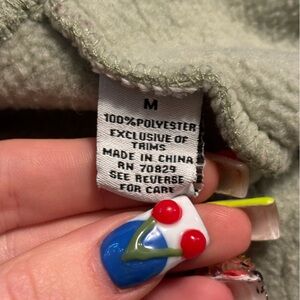 M
100%POLYESTER
EXCLUSIVE OF
TRIMS
MADE IN CHINA
RN 70829
SEE REVERSE
FOR CARE